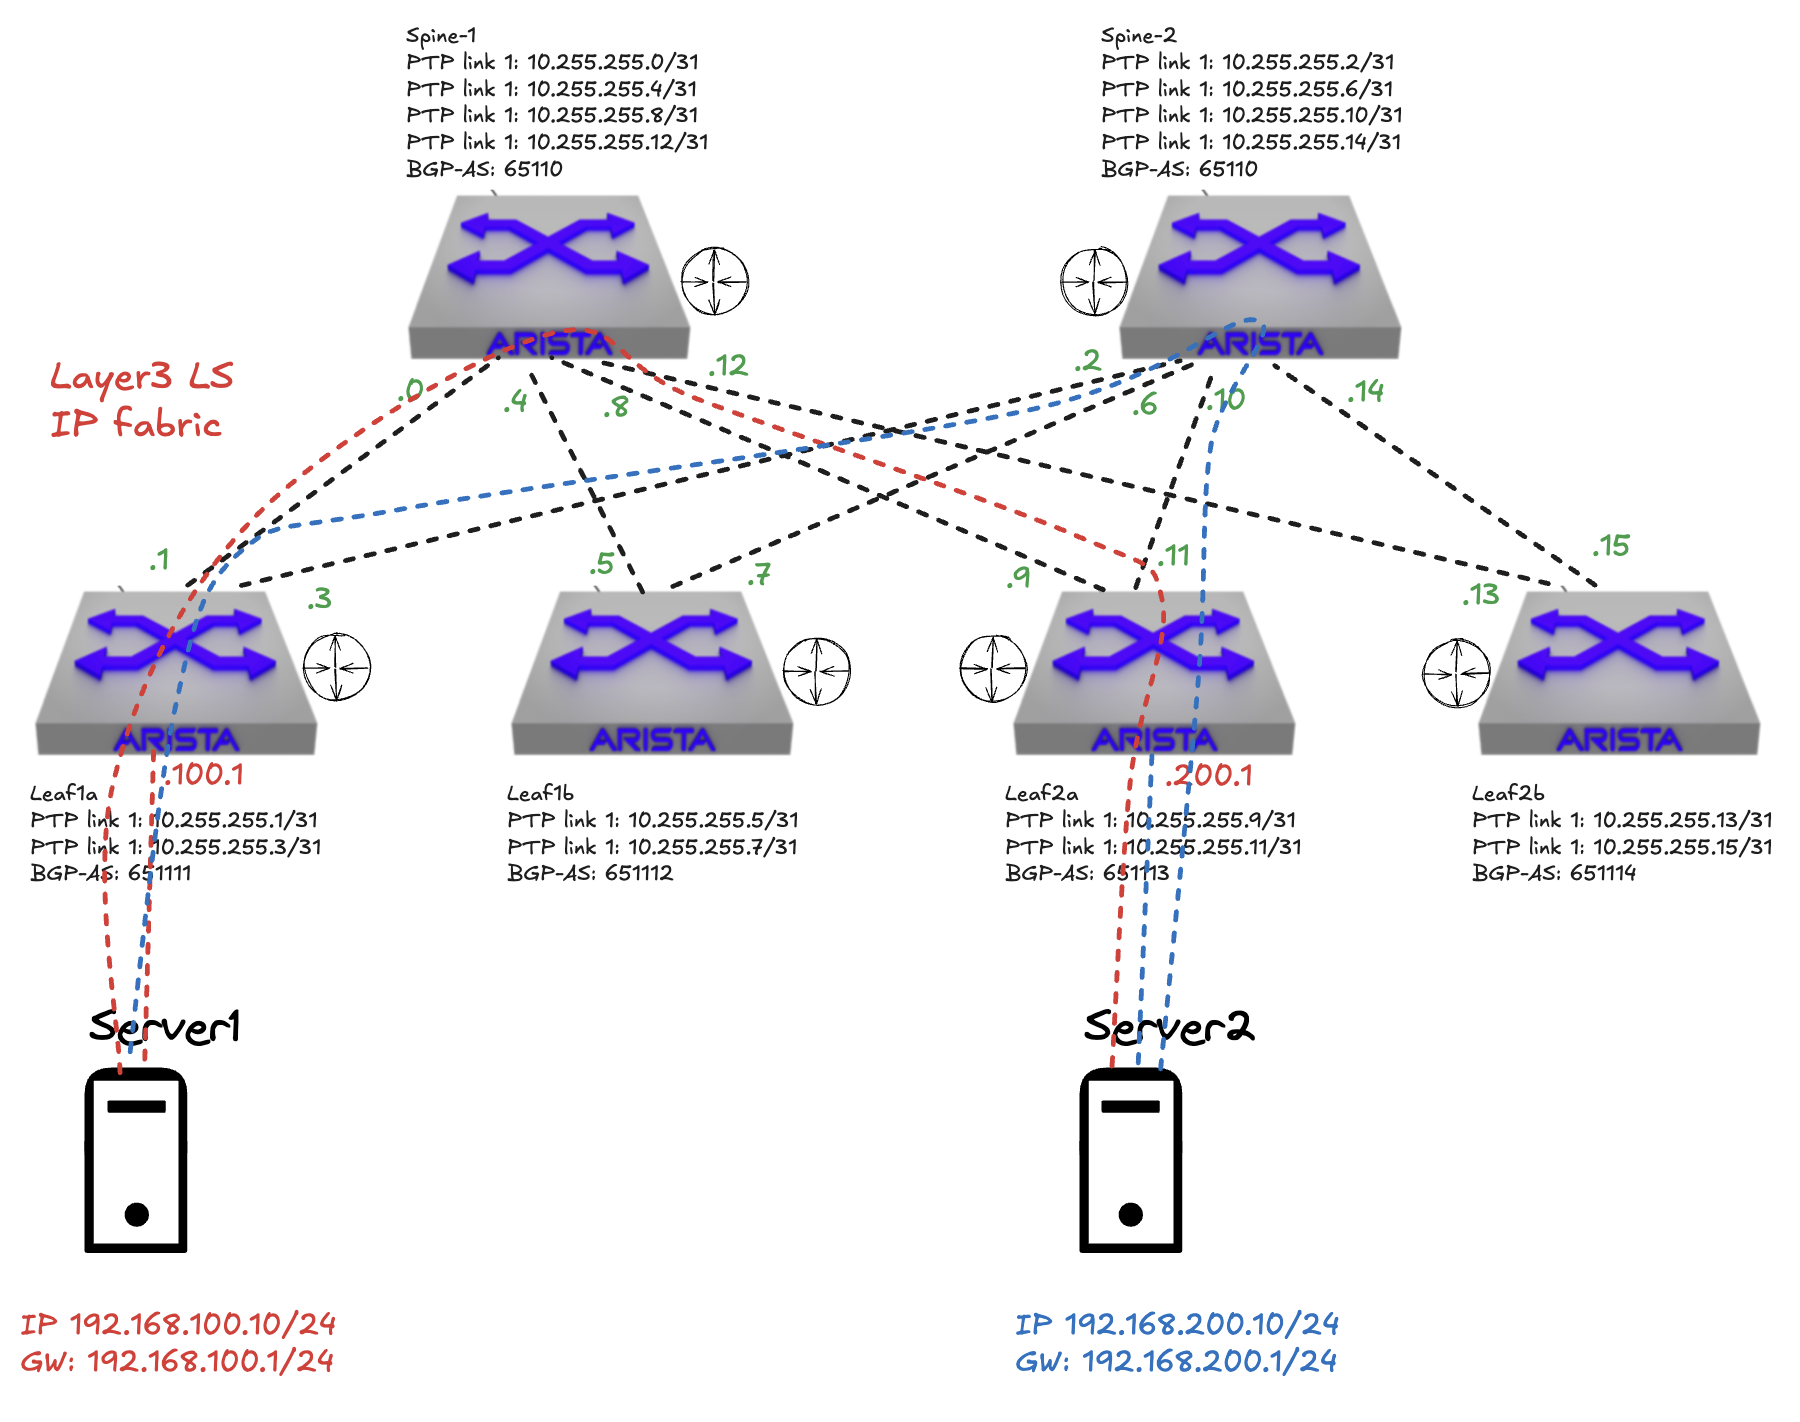 Spine-1
PTP link 1: 10.255.255.0/31
PTP link 1: 10.255.255.4/31
PTP link 1: 10.255.255.8/31
PTP link 1: 10.255.255.12/31
BGP-AS: 65110
Spine-2
PTP link 1: 10.255.255.2/31
PTP link 1: 10.255.255.6/31
PTP link 1: 10.255.255.10/31
PTP link 1: 10.255.255.14/31
BGP-AS: 65110
ARISTA
ARISTA
Layer3 LS
IP fabric
.0
.4
.8
.12
.2
.6
.10
.14
.1
.3
.5
.7
.9
.11
.13
.15
ARISTA
ARISTA
ARISTA
ARISTA
.100.1
.200.1
Leaf1a
PTP link 1: 10.255.255.1/31
PTP link 1: 10.255.255.3/31
BGP-AS: 651111
Leaf1b
PTP link 1: 10.255.255.5/31
PTP link 1: 10.255.255.7/31
BGP-AS: 651112
Leaf2a
PTP link 1: 10.255.255.9/31
PTP link 1: 10.255.255.11/31
BGP-AS: 651113
Leaf2b
PTP link 1: 10.255.255.13/31
PTP link 1: 10.255.255.15/31
BGP-AS: 651114
Server1
Server2
IP 192.168.100.10/24
GW: 192.168.100.1/24
IP 192.168.200.10/24
GW: 192.168.200.1/24